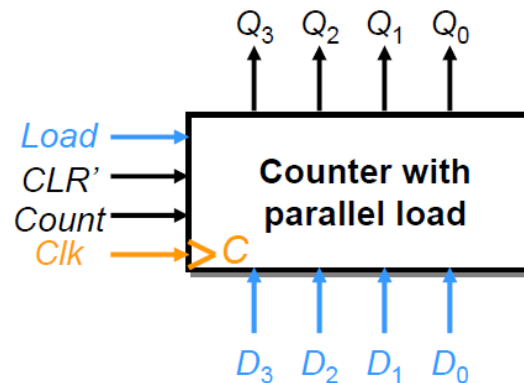 Q3 Q2 Q1 Q0
Load
CLR’
Count
Clk
C
Counter with
parallel load
D3 D2 D1 D0